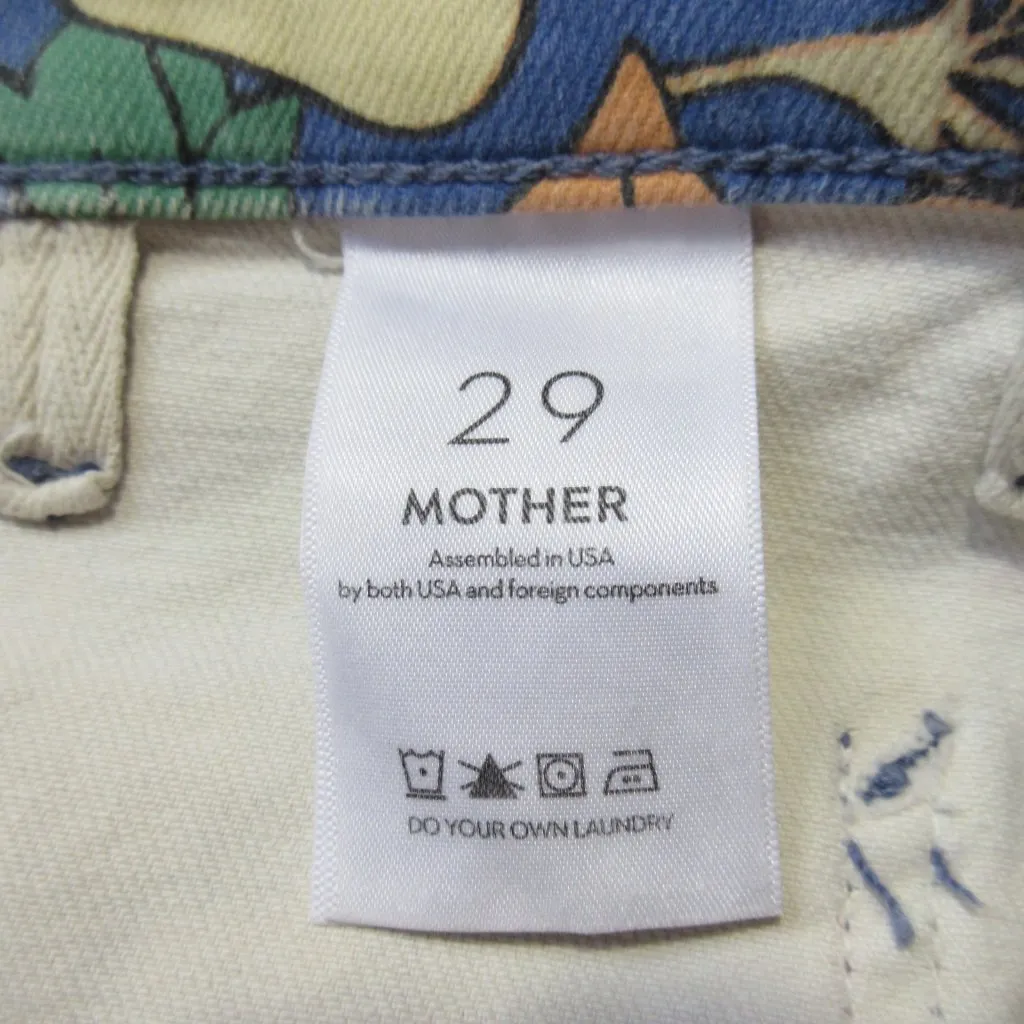 29
MOTHER
Assembled in USA
by both USA and foreign components
DO YOUR OWN LAUNDRY